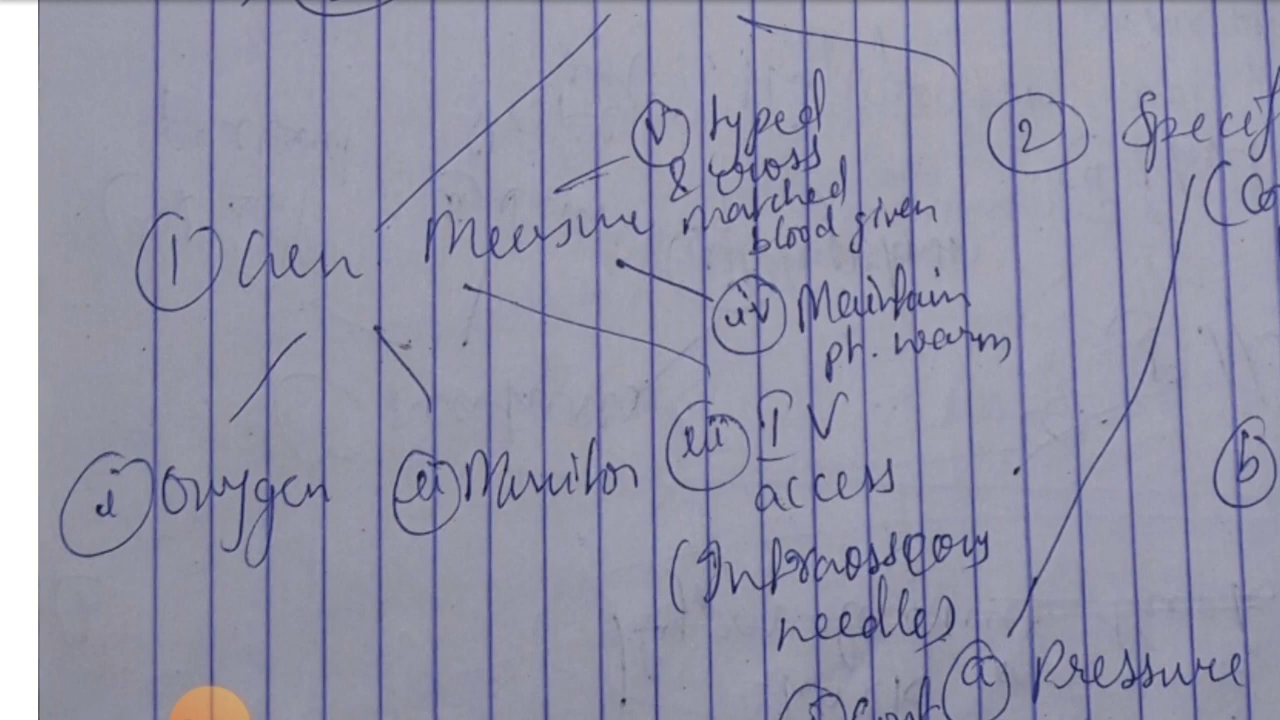 (v) typed
& cross
matched
blood given
(2) Specif
(Co
(1) Gen. Measure
(iv) Maintain
pt. warm
(iii) IV
access
(Intraosseous
needles)
(i) Oxygen
(ii) Monitor
(b)
(a) Pressure